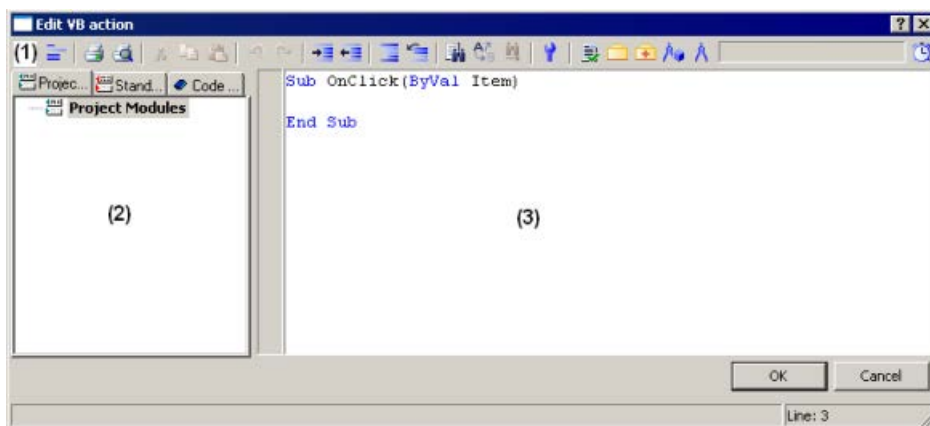 Edit VB action
(1)
Projec... Stand... Code ...
Project Modules
(2)
Sub OnClick(ByVal Item)
End Sub
(3)
OK Cancel
Line: 3